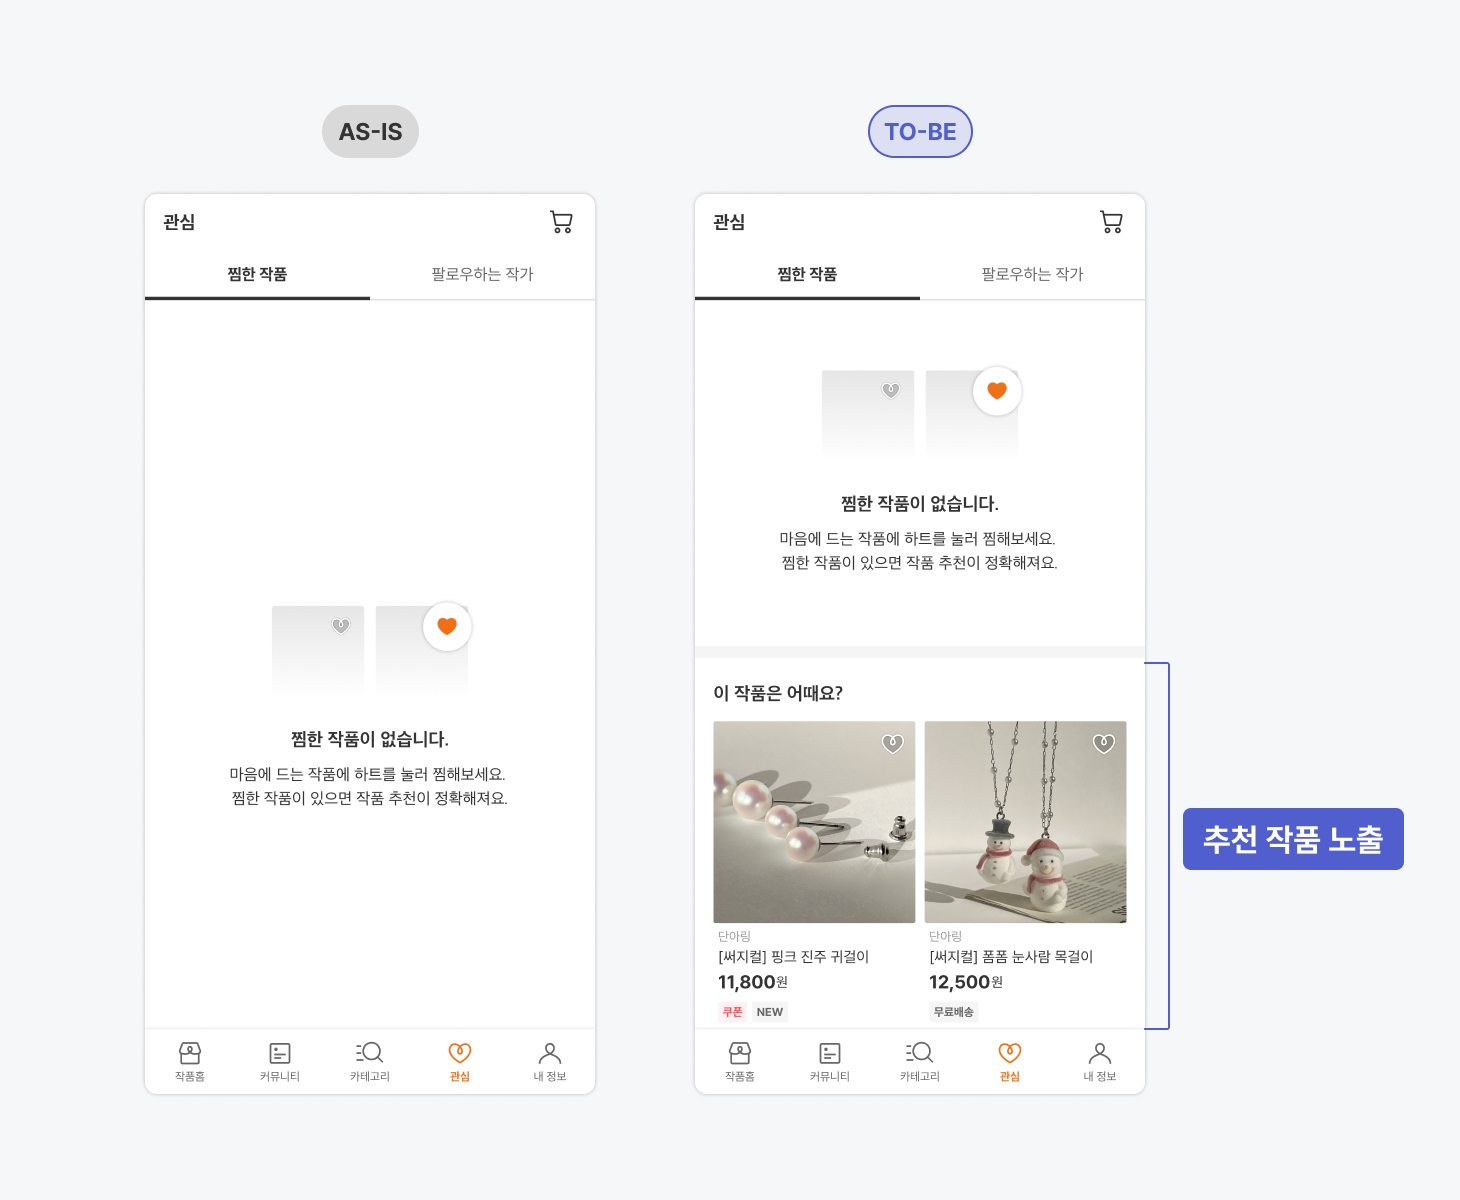 AS-IS
관심
찜한 작품
팔로우하는 작가
찜한 작품이 없습니다.
마음에 드는 작품에 하트를 눌러 찜해보세요.
찜한 작품이 있으면 작품 추천이 정확해져요.
작품홈
커뮤니티
카테고리
관심
내 정보
TO-BE
관심
찜한 작품
팔로우하는 작가
찜한 작품이 없습니다.
마음에 드는 작품에 하트를 눌러 찜해보세요.
찜한 작품이 있으면 작품 추천이 정확해져요.
이 작품은 어때요?
단아링
[써지컬] 핑크 진주 귀걸이
11,800원
쿠폰 NEW
단아링
[써지컬] 폼폼 눈사람 목걸이
12,500원
무료배송
작품홈
커뮤니티
카테고리
관심
내 정보
추천 작품 노출